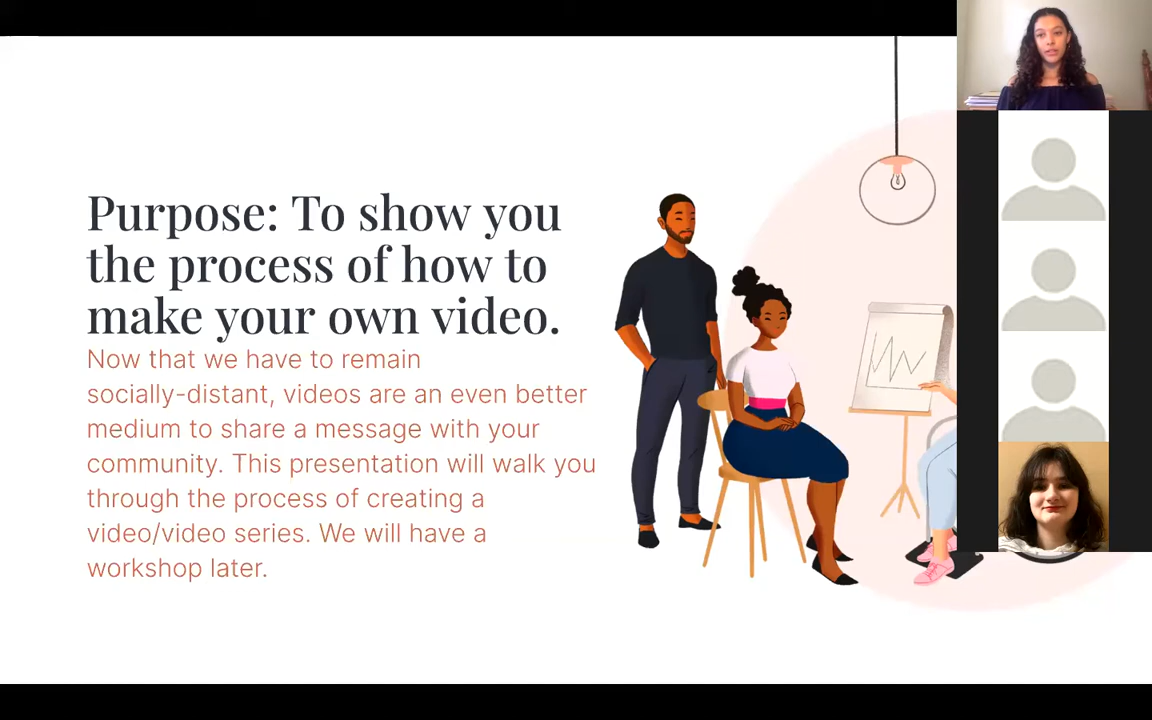 Purpose: To show you
the process of how to
make your own video.
Now that we have to remain
socially-distant, videos are an even better
medium to share a message with your
community. This presentation will walk you
through the process of creating a
video/video series. We will have a
workshop later.